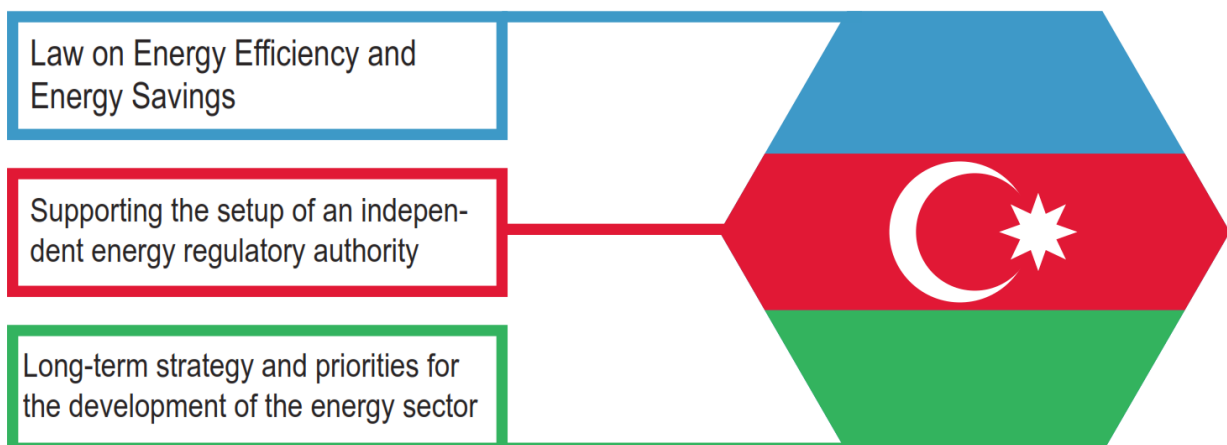 Law on Energy Efficiency and
Energy Savings
Supporting the setup of an indepen-
dent energy regulatory authority
Long-term strategy and priorities for
the development of the energy sector